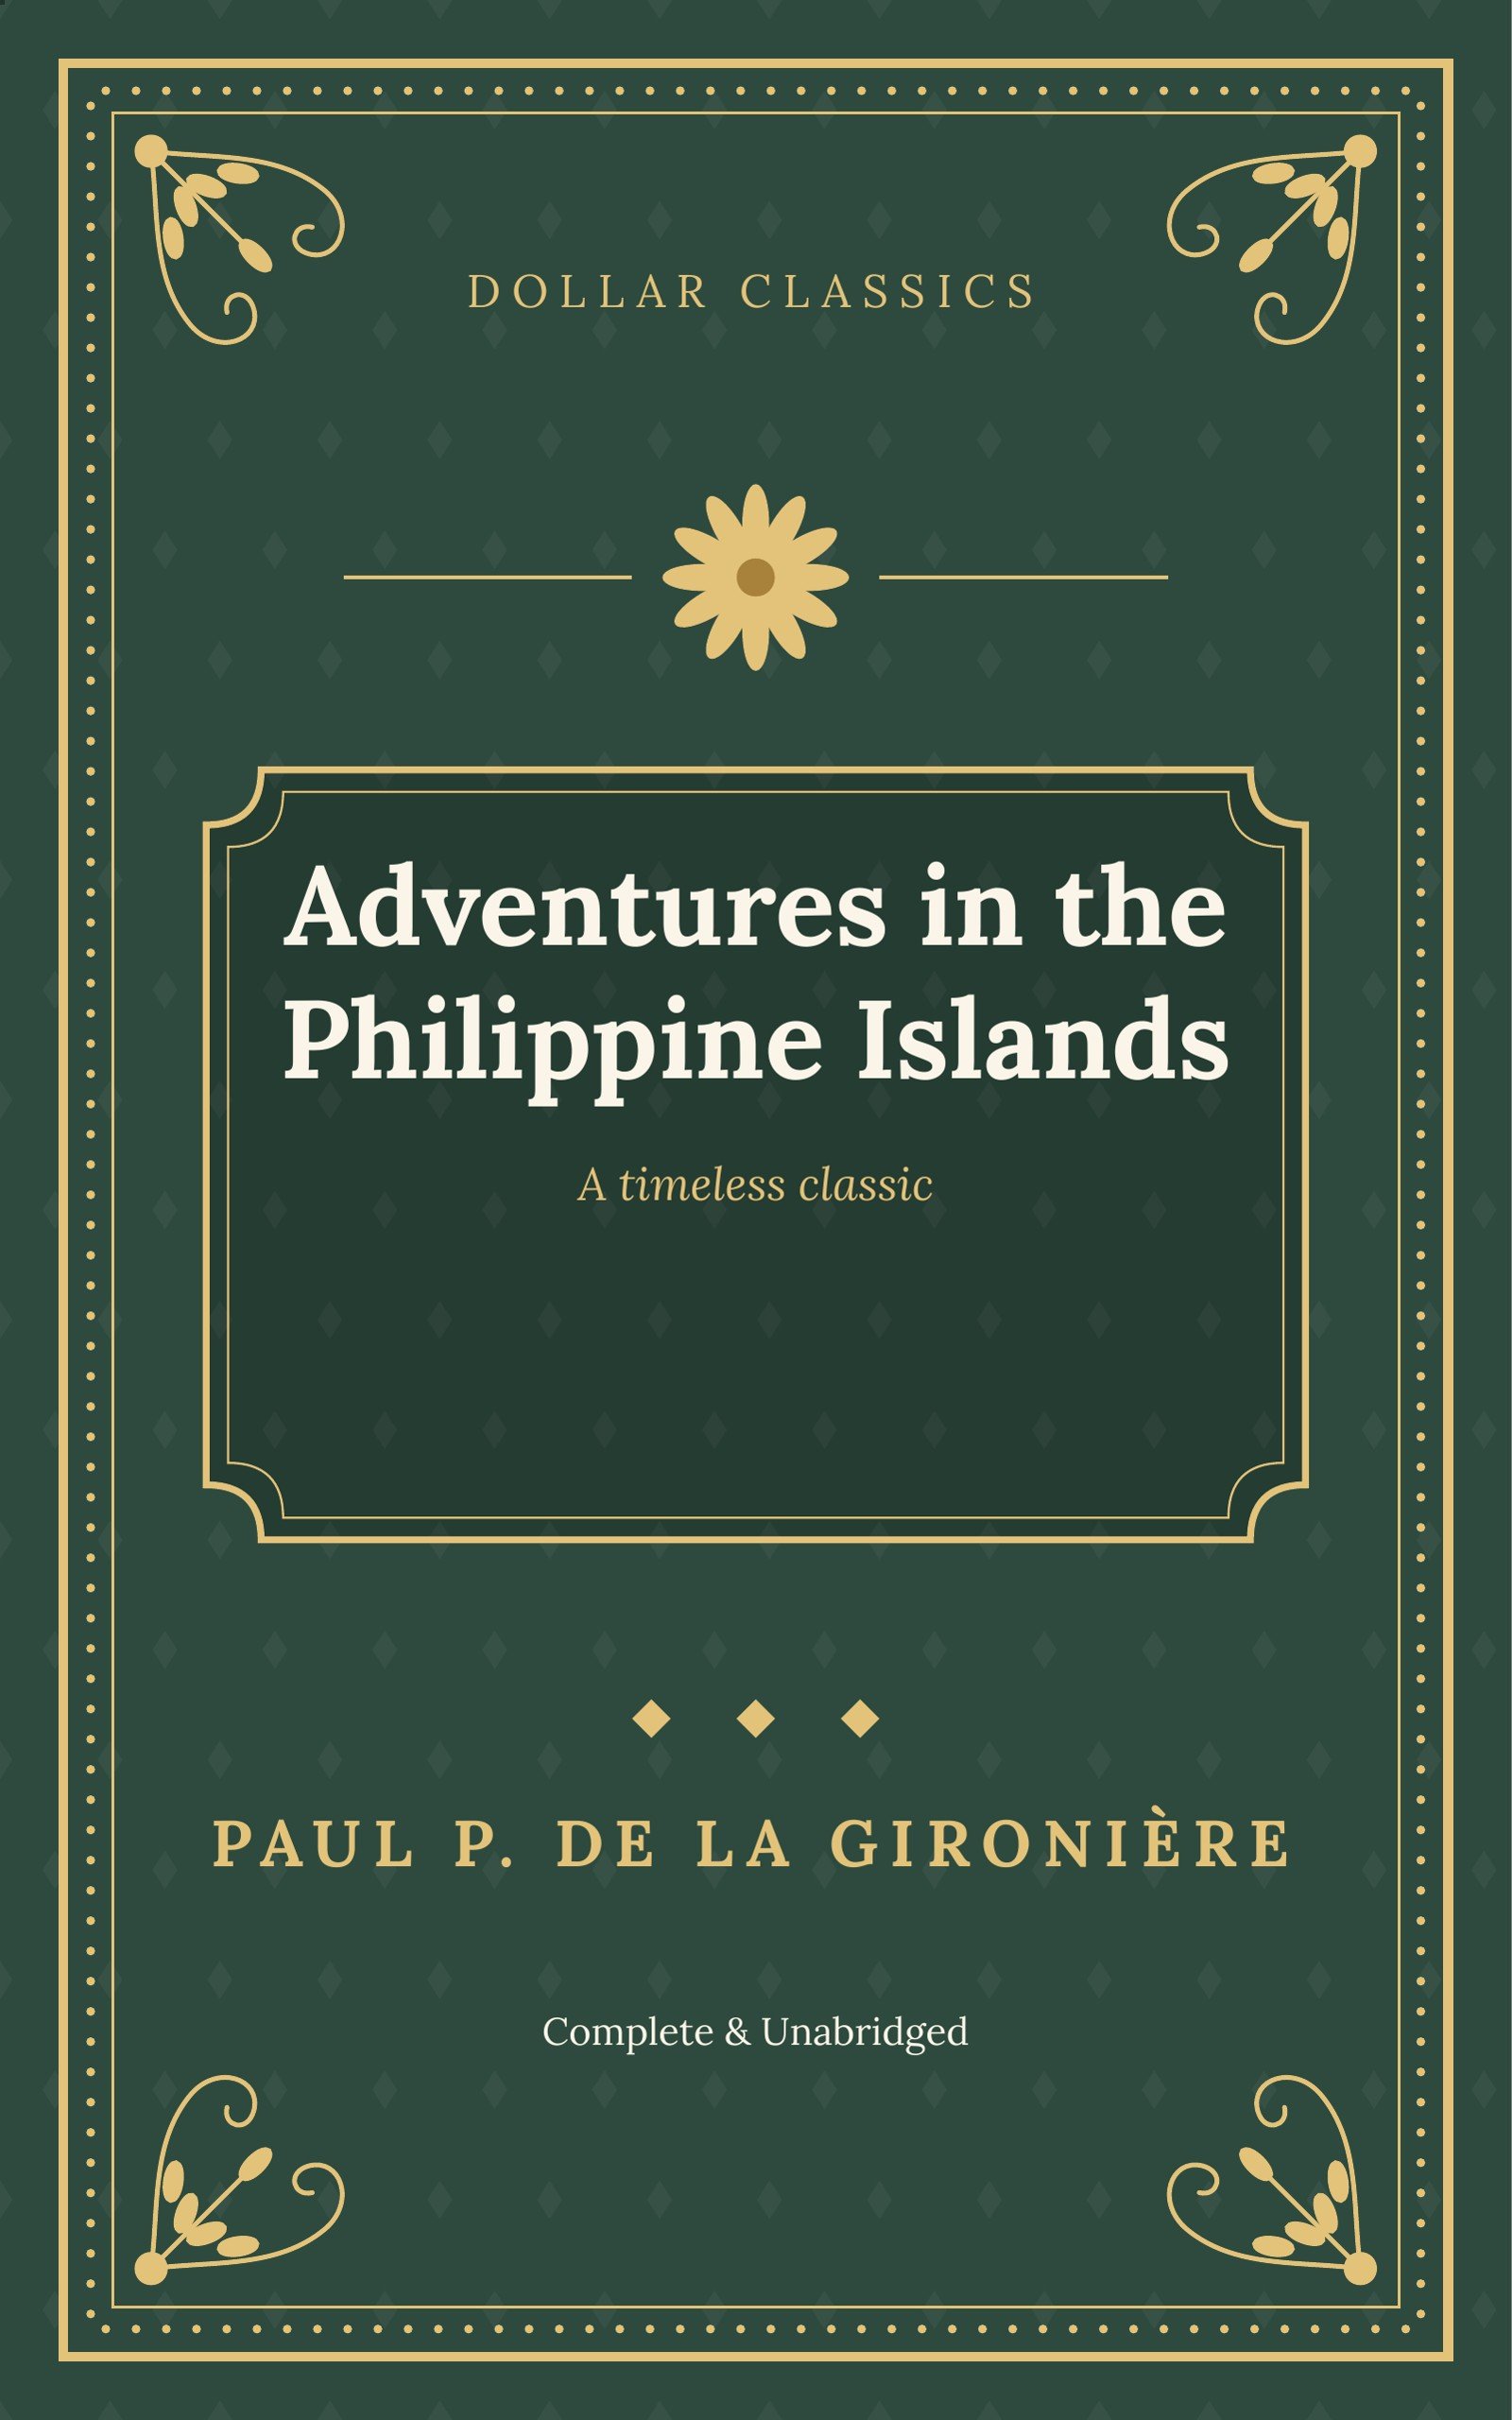 DOLLAR CLASSICS
Adventures in the
Philippine Islands
A timeless classic
PAUL P. DE LA GIRONIÈRE
Complete & Unabridged